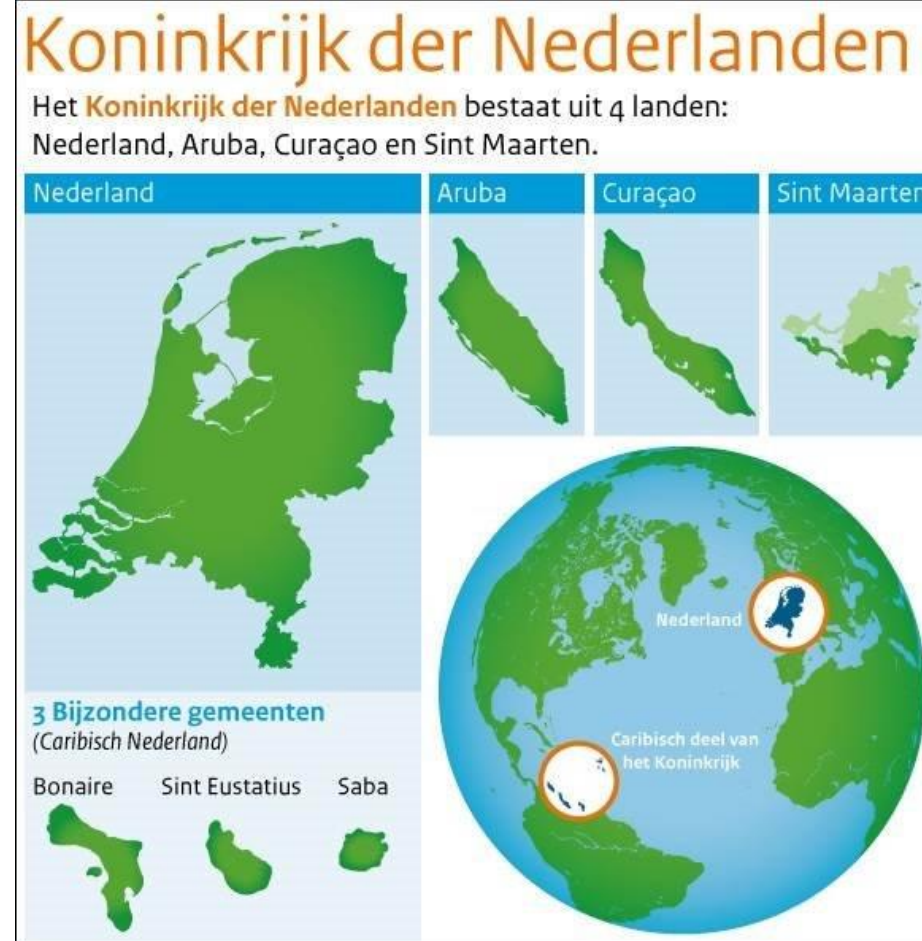 Koninkrijk der Nederlanden
Het Koninkrijk der Nederlanden bestaat uit 4 landen:
Nederland, Aruba, Curaçao en Sint Maarten.
Nederland
Aruba
Curaçao
Sint Maarten
Nederland
Caribisch deel van
het Koninkrijk
3 Bijzondere gemeenten
(Caribisch Nederland)
Bonaire
Sint Eustatius
Saba